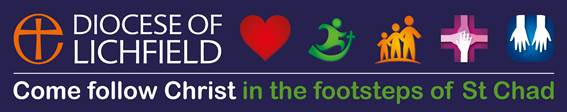 DIOCESE OF
LICHFIELD
Come follow Christ in the footsteps of St Chad